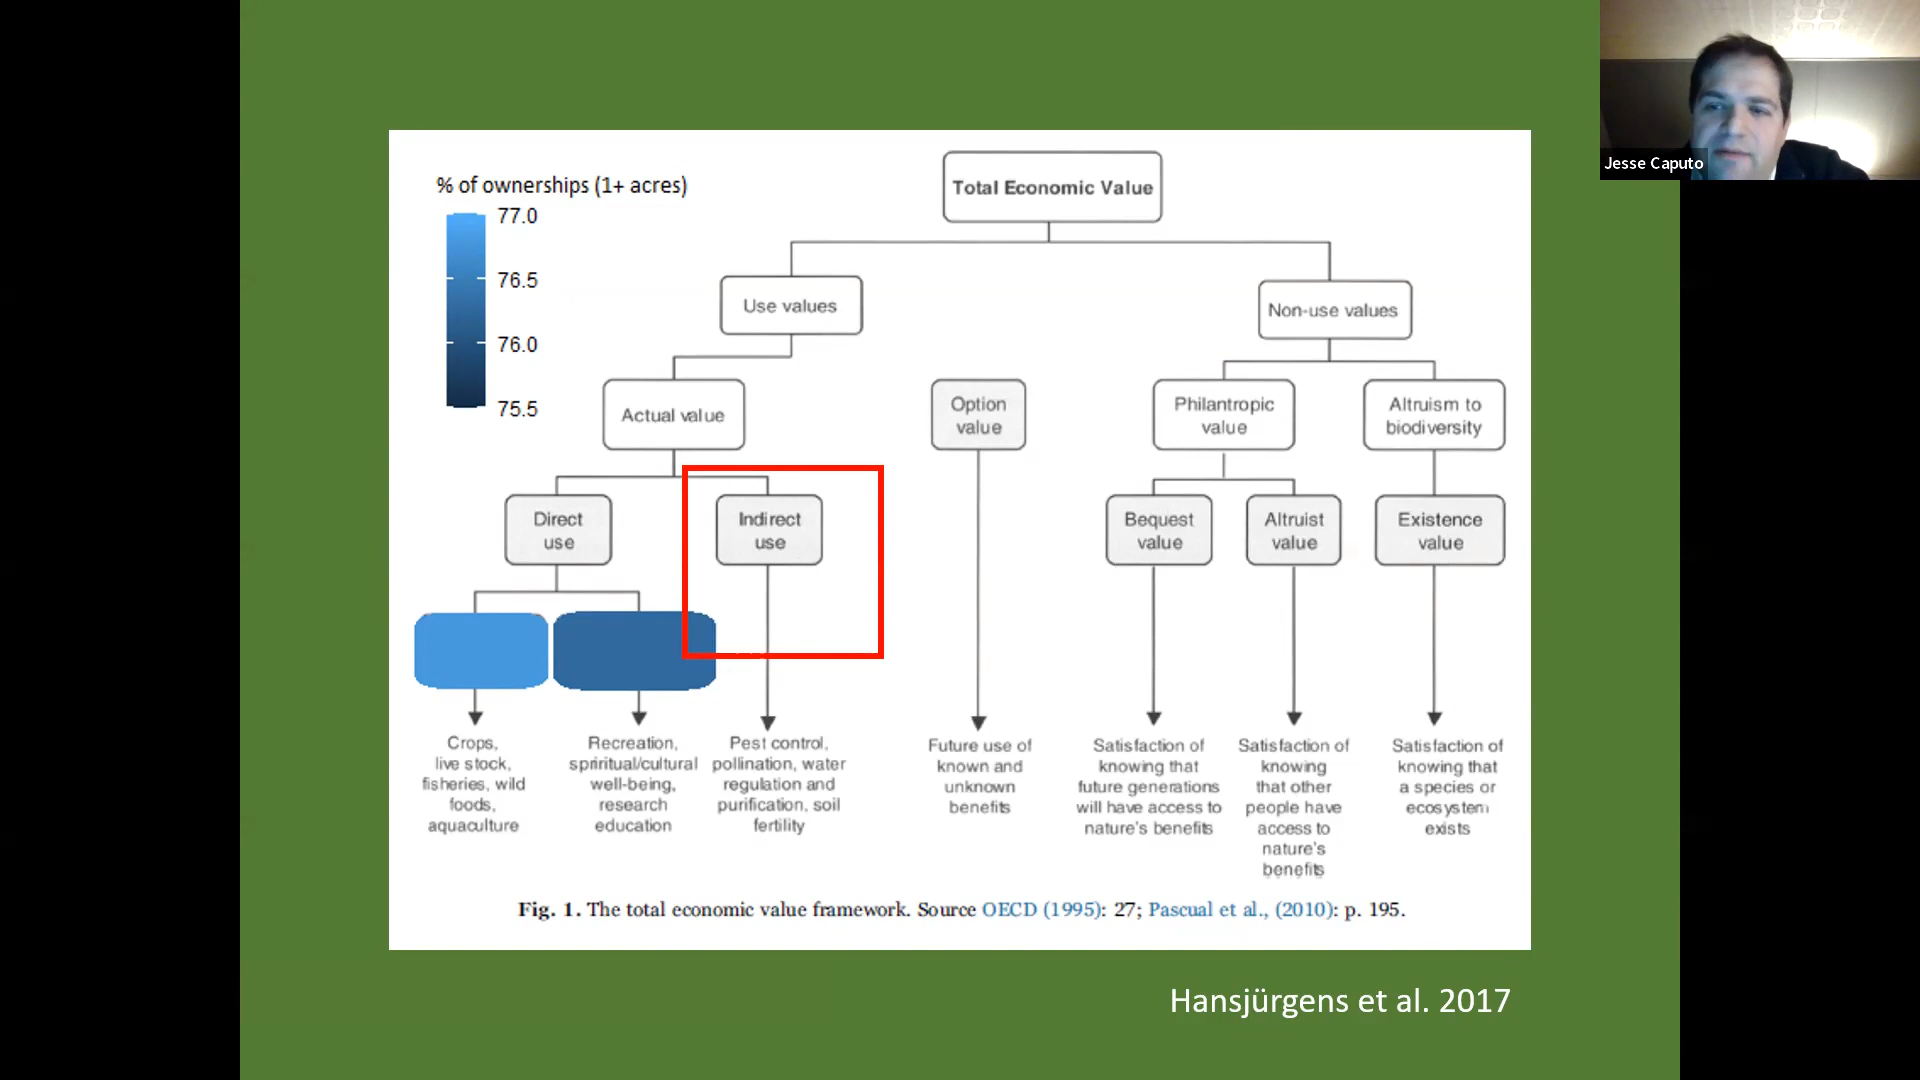 Jesse Caputo
% of ownerships (1+ acres)
77.0
76.5
76.0
75.5
Total Economic Value
Use values
Non-use values
Actual value
Option
value
Philantropic
value
Altruism to
biodiversity
Direct
use
Indirect
use
Bequest
value
Altruist
value
Existence
value
Crops,
live stock,
fisheries, wild
foods,
aquaculture
Recreation,
spriritual/cultural
well-being,
research
education
Pest control,
pollination, water
regulation and
purification, soil
fertility
Future use of
known and
unknown
benefits
Satisfaction of
knowing that
future generations
will have access to
nature's benefits
Satisfaction of
knowing
that other
people have
access to
nature's
benefits
Satisfaction of
knowing that
a species or
ecosystem
exists
Fig. 1. The total economic value framework. Source OECD (1995): 27; Pascual et al., (2010): p. 195.
Hansjürgens et al. 2017